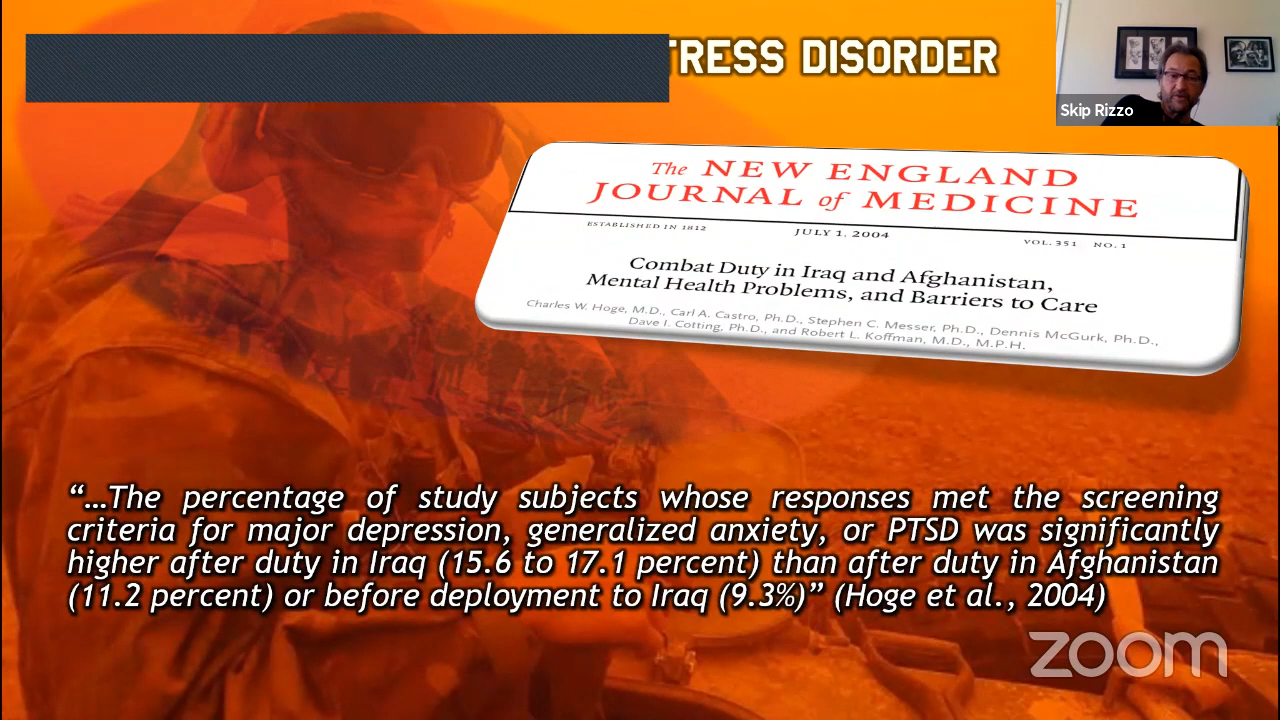 TRESS DISORDER
Skip Rizzo
The NEW ENGLAND
JOURNAL of MEDICINE
ESTABLISHED IN 1812 JULY 1, 2004 VOL. 351 NO. 1
Combat Duty in Iraq and Afghanistan,
Mental Health Problems, and Barriers to Care
Charles W. Hoge, M.D., Carl A. Castro, Ph.D., Stephen C. Messer, Ph.D., Dennis McGurk, Ph.D.,
Dave I. Cotting, Ph.D., and Robert L. Koffman, M.D., M.P.H.
“…The percentage of study subjects whose responses met the screening
criteria for major depression, generalized anxiety, or PTSD was significantly
higher after duty in Iraq (15.6 to 17.1 percent) than after duty in Afghanistan
(11.2 percent) or before deployment to Iraq (9.3%)” (Hoge et al., 2004)
zoom